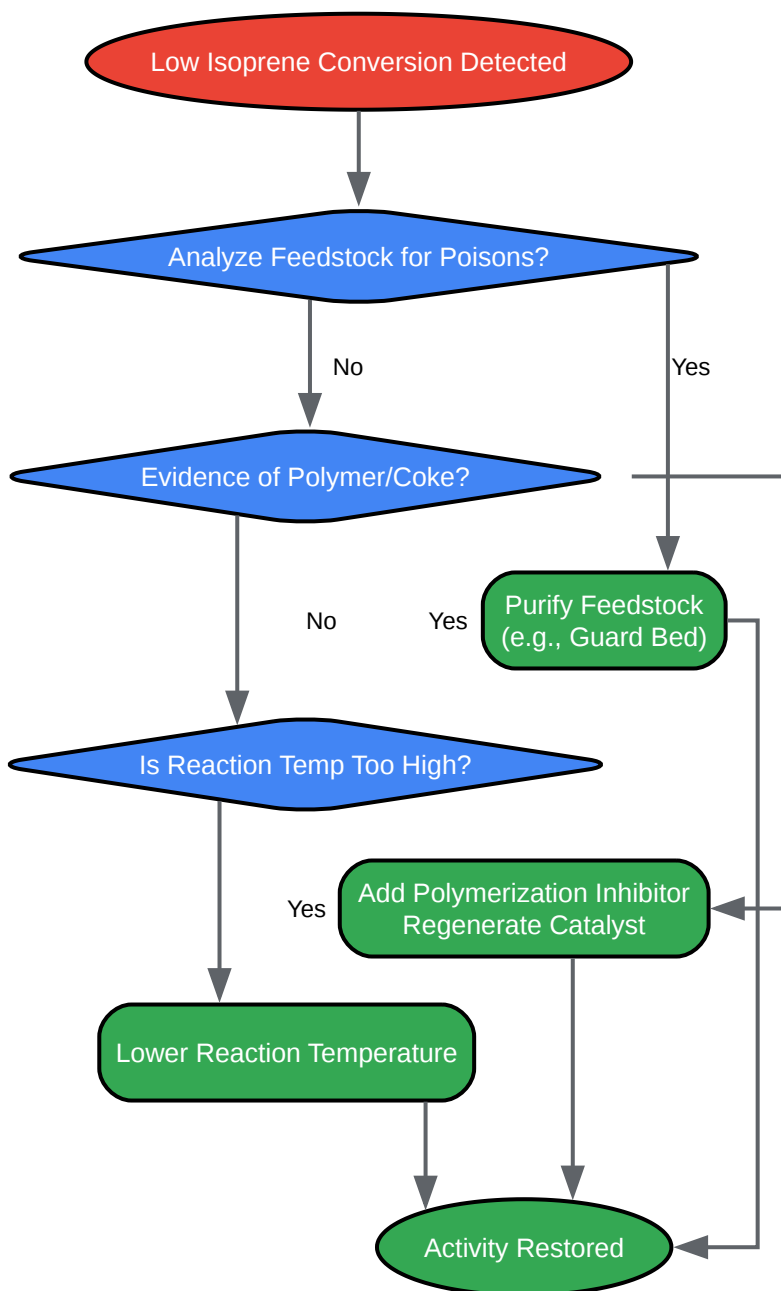 Low Isoprene Conversion Detected
Analyze Feedstock for Poisons?
No
Yes
Evidence of Polymer/Coke?
Purify Feedstock
(e.g., Guard Bed)
No
Yes
Is Reaction Temp Too High?
Add Polymerization Inhibitor
Regenerate Catalyst
Yes
Lower Reaction Temperature
Activity Restored